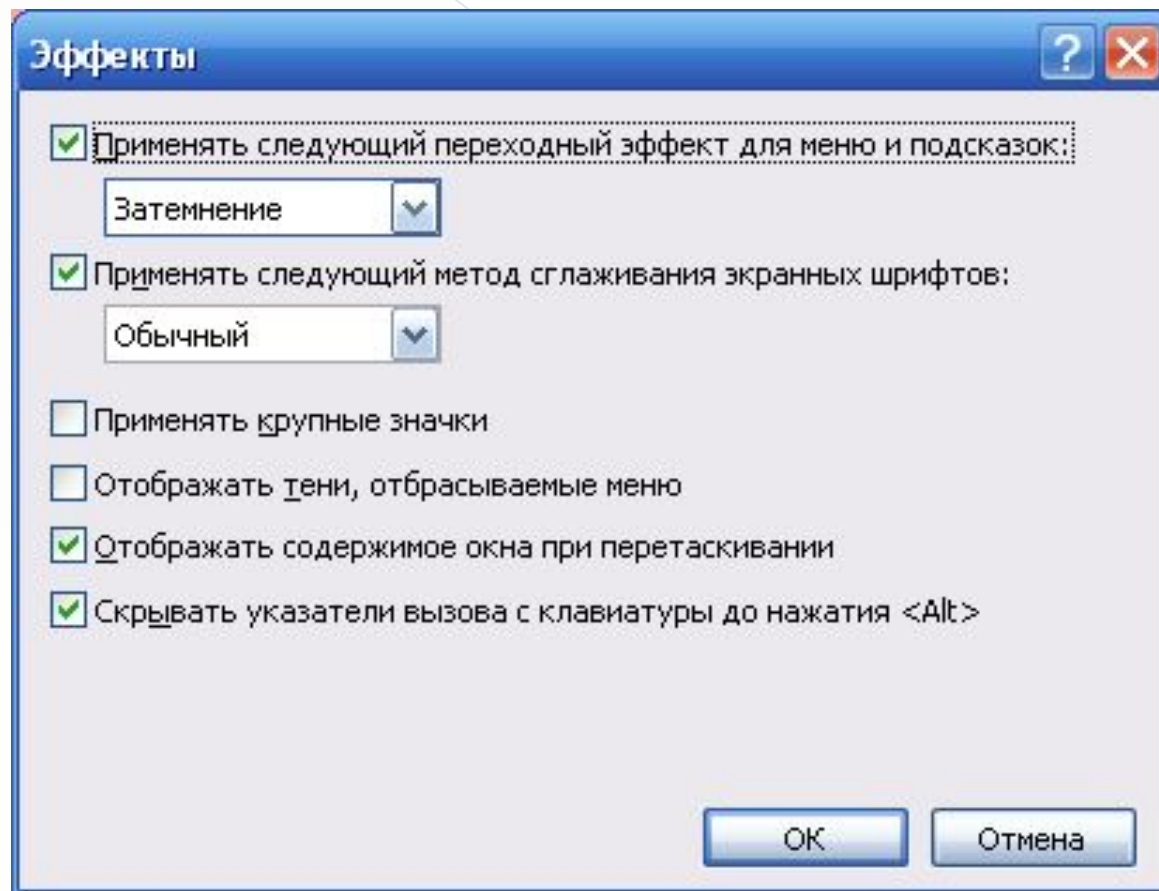 Эффекты
Применять следующий переходный эффект для меню и подсказок:
Затемнение
Применять следующий метод сглаживания экранных шрифтов:
Обычный
Применять крупные значки
Отображать тени, отбрасываемые меню
Отображать содержимое окна при перетаскивании
Скрывать указатели вызова с клавиатуры до нажатия <Alt>
ОК Отмена